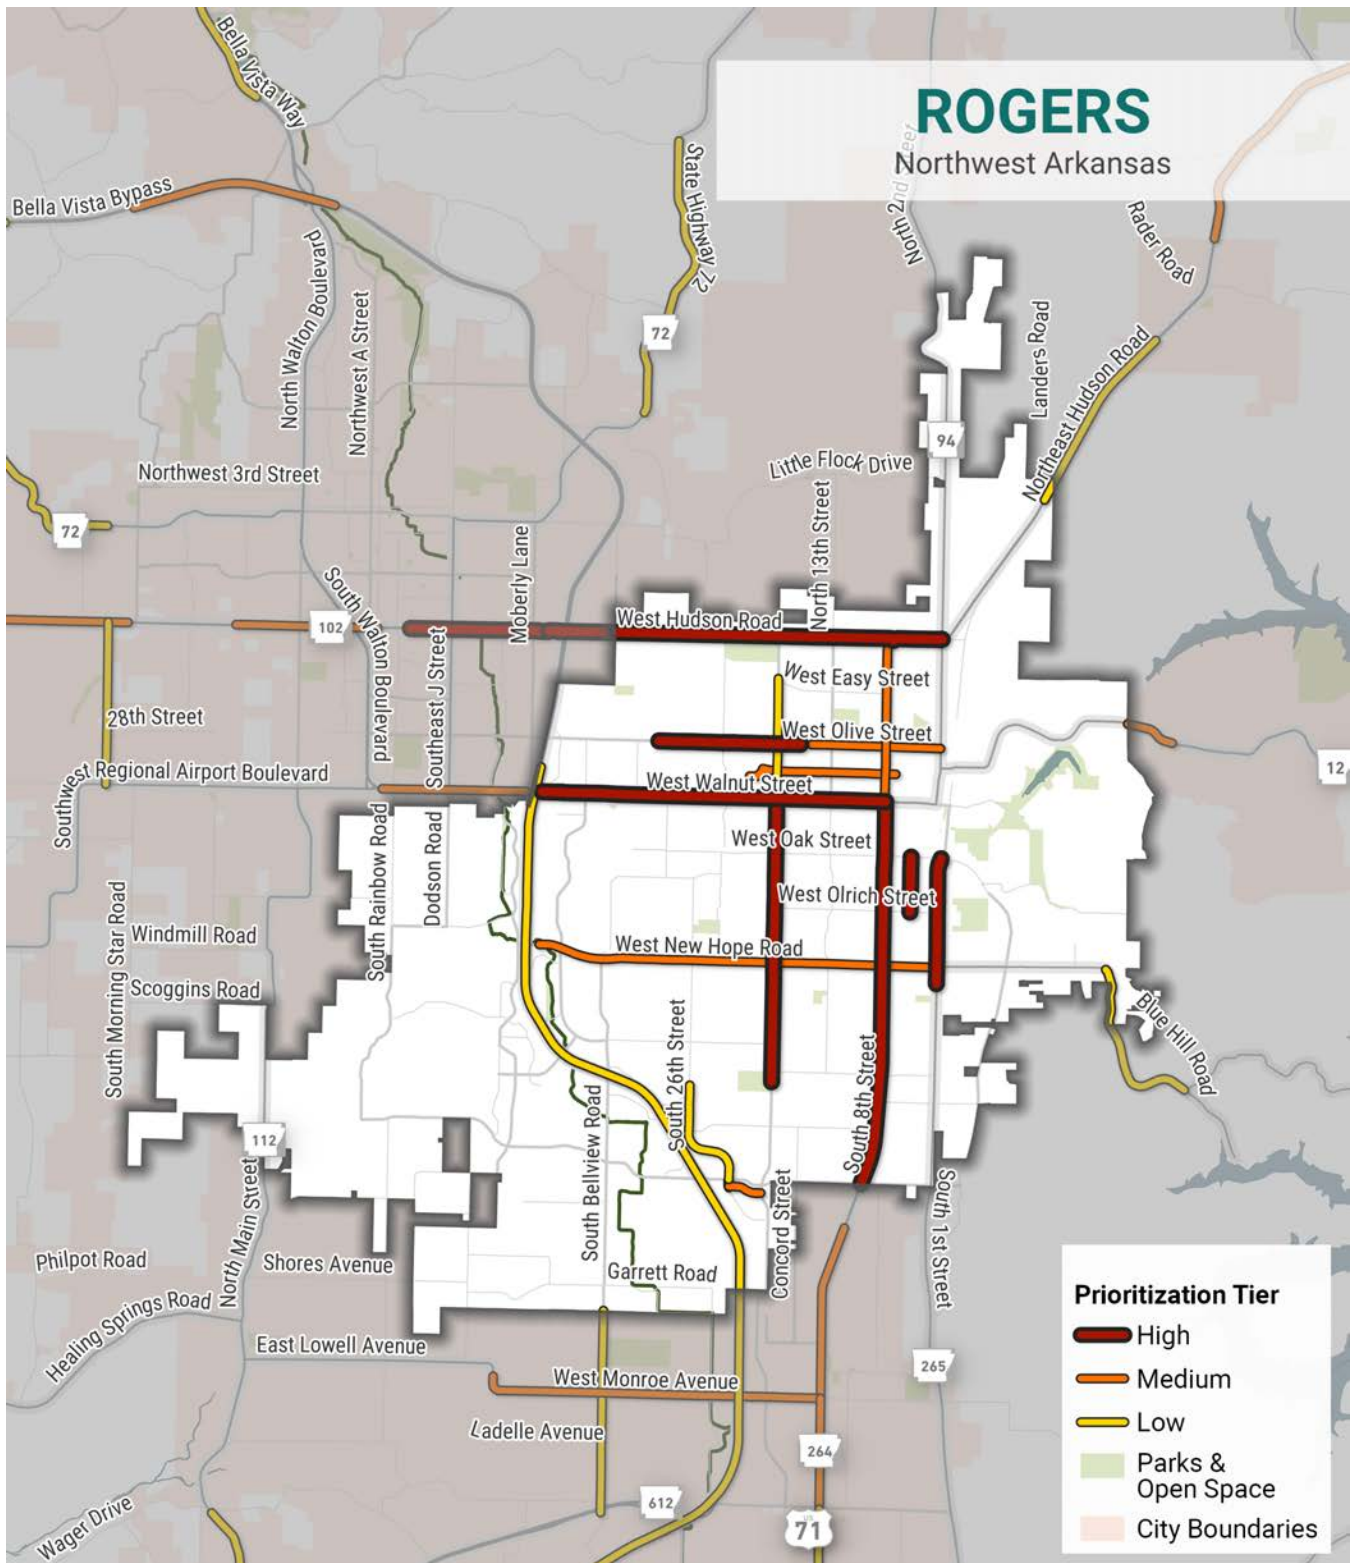 Bella Vista Way
ROGERS
Northwest Arkansas
North 2nd Street
State Highway 72
Bella Vista Bypass
Rader Road
North Walton Boulevard
Northwest A Street
72
Landers Road
Northeast Hudson Road
94
Little Flock Drive
Northwest 3rd Street
North 13th Street
72
Moberly Lane
South Walton Boulevard
West Hudson Road
102
Southeast J Street
West Easy Street
28th Street
West Olive Street
12
Southwest Regional Airport Boulevard
West Walnut Street
South Rainbow Road
Dodson Road
West Oak Street
West Olrich Street
South Morning Star Road
Windmill Road
West New Hope Road
Scoggins Road
Blue Hill Road
South 26th Street
South 8th Street
South Bellview Road
112
North Main Street
Concord Street
South 1st Street
Philpot Road
Shores Avenue
Garrett Road
Healing Springs Road
East Lowell Avenue
West Monroe Avenue
265
Ladelle Avenue
264
612
US
71
Wager Drive
Prioritization Tier
High
Medium
Low
Parks &
Open Space
City Boundaries